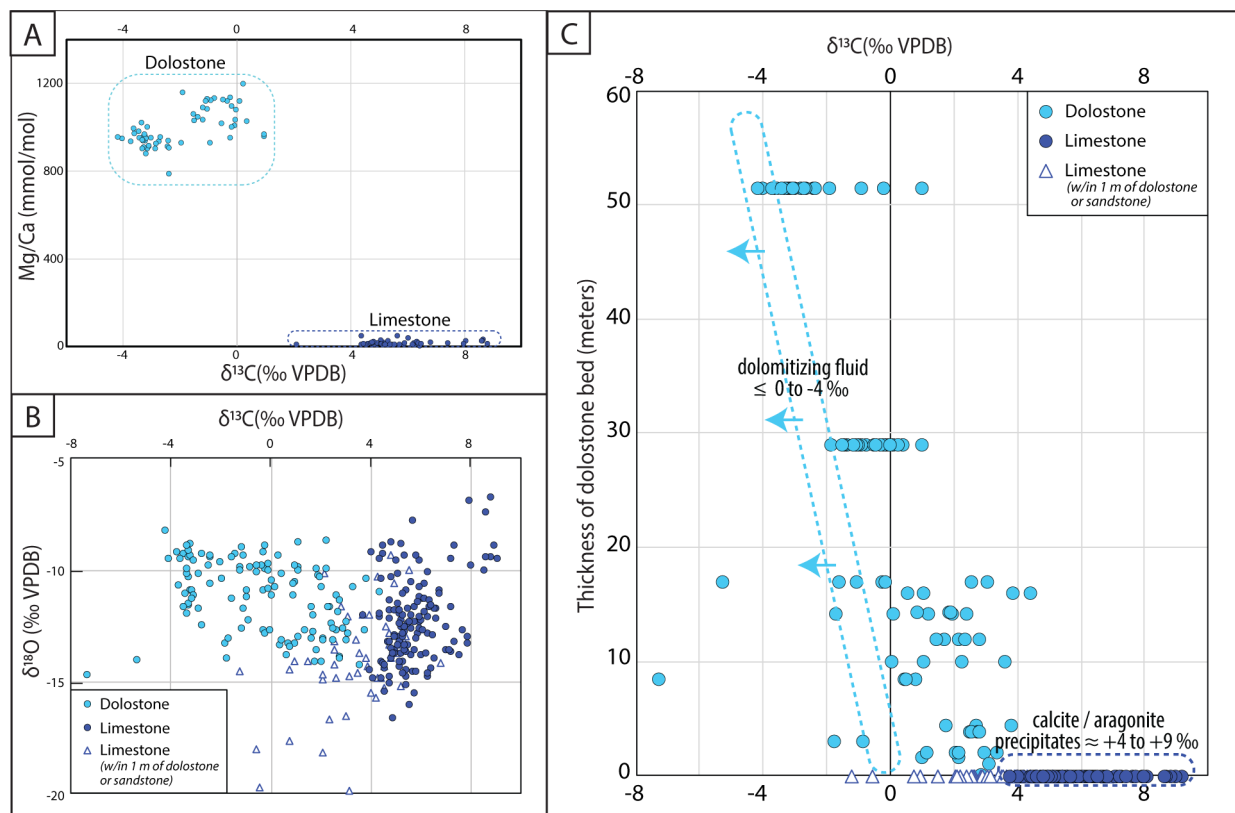 A
-4 0 4 8
Dolostone
1200
800
400
0
Mg/Ca (mmol/mol)
Limestone
-4 0 4 8
δ¹³C(‰ VPDB)
B
δ¹³C(‰ VPDB)
-8 -4 0 4 8
-5
-10
-15
-20
δ¹⁸O (‰ VPDB)
Dolostone
Limestone
Limestone
(w/in 1 m of dolostone
or sandstone)
C
δ¹³C(‰ VPDB)
-8 -4 0 4 8
60
50
40
30
20
10
0
Thickness of dolostone bed (meters)
Dolostone
Limestone
Limestone
(w/in 1 m of dolostone
or sandstone)
dolomitizing fluid
≤ 0 to -4 ‰
calcite / aragonite
precipitates ≈ +4 to +9 ‰
-8 -4 0 4 8